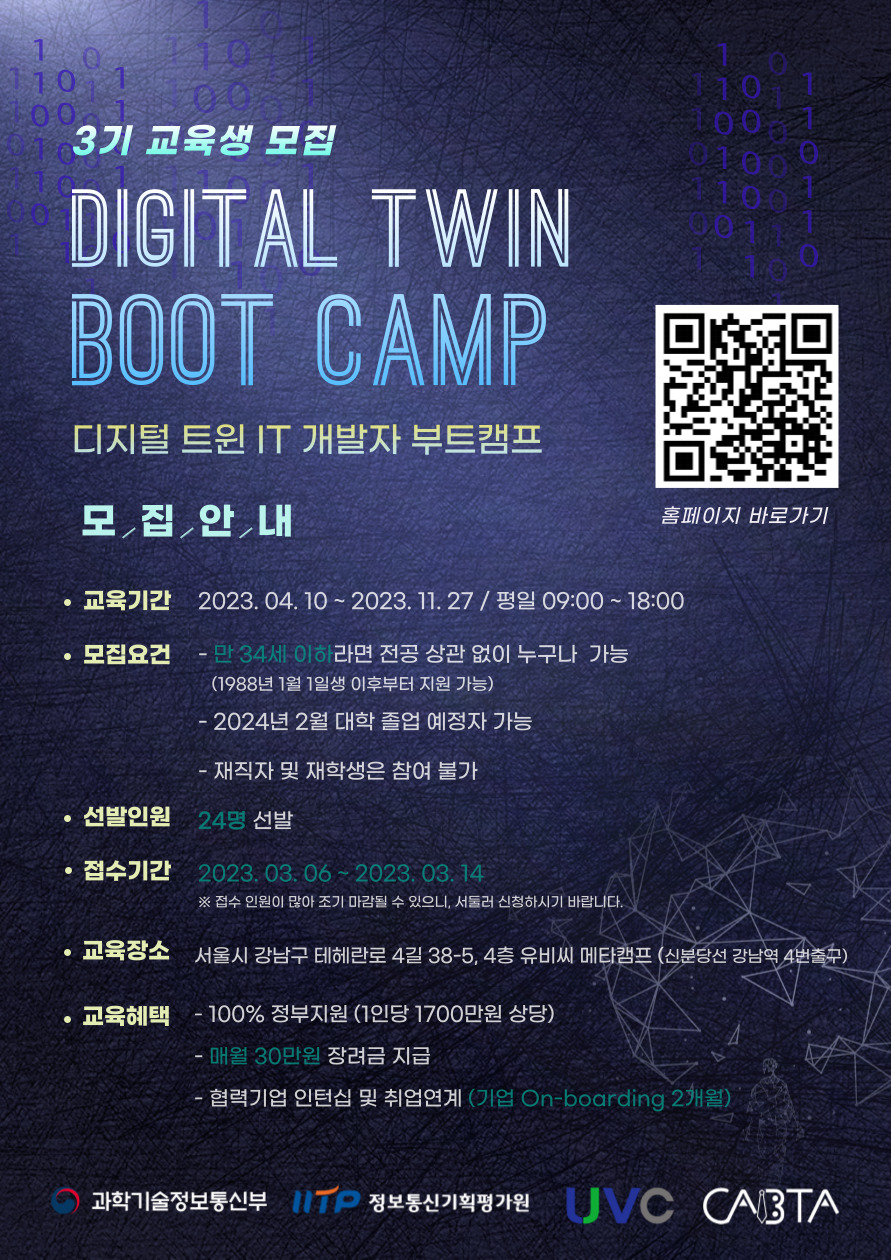 3기 교육생 모집
DIGITAL TWIN
BOOT CAMP
디지털 트윈 IT 개발자 부트캠프
홈페이지 바로가기
모집안내
• 교육기간 2023. 04. 10 ~ 2023. 11. 27 / 평일 09:00 ~ 18:00
• 모집요건 - 만 34세 이하라면 전공 상관 없이 누구나 가능
(1988년 1월 1일생 이후부터 지원 가능)
- 2024년 2월 대학 졸업 예정자 가능
- 재직자 및 재학생은 참여 불가
• 선발인원 24명 선발
• 접수기간 2023. 03. 06 ~ 2023. 03. 14
※ 접수 인원이 많아 조기 마감될 수 있으니, 서둘러 신청하시기 바랍니다.
• 교육장소 서울시 강남구 테헤란로 4길 38-5, 4층 유비씨 메타캠프 (신분당선 강남역 4번출구)
• 교육혜택 - 100% 정부지원 (1인당 1700만원 상당)
- 매월 30만원 장려금 지급
- 협력기업 인턴십 및 취업연계 (기업 On-boarding 2개월)
과학기술정보통신부 IITP 정보통신기획평가원 UVC CABTA